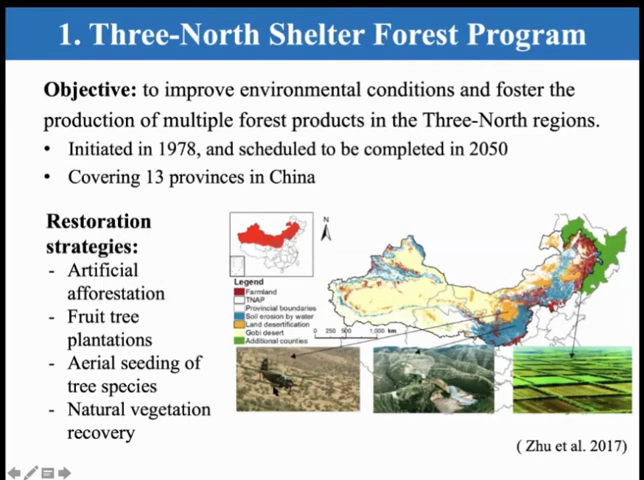 1. Three-North Shelter Forest Program
Objective: to improve environmental conditions and foster the
production of multiple forest products in the Three-North regions.
• Initiated in 1978, and scheduled to be completed in 2050
• Covering 13 provinces in China
Restoration
strategies:
- Artificial
afforestation
- Fruit tree
plantations
- Aerial seeding of
tree species
- Natural vegetation
recovery
N
Legend
Farmland
TNAP
Provincial boundaries
Soil erosion by water
Land desertification
Gobi desert
Additional counties
0 250 500 1,000 km
( Zhu et al. 2017)